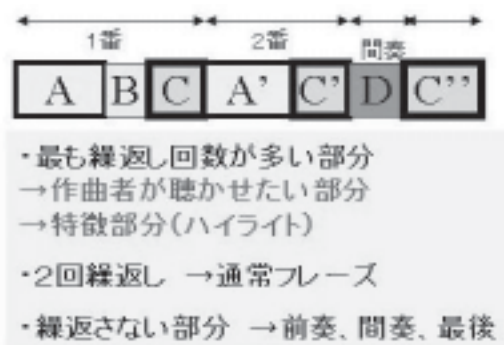 1番 2番 間奏
A B C A' C' D C''
・最も繰返し回数が多い部分
→作曲者が聴かせたい部分
→特徴部分(ハイライト)
・2回繰返し →通常フレーズ
・繰返さない部分 →前奏、間奏、最後